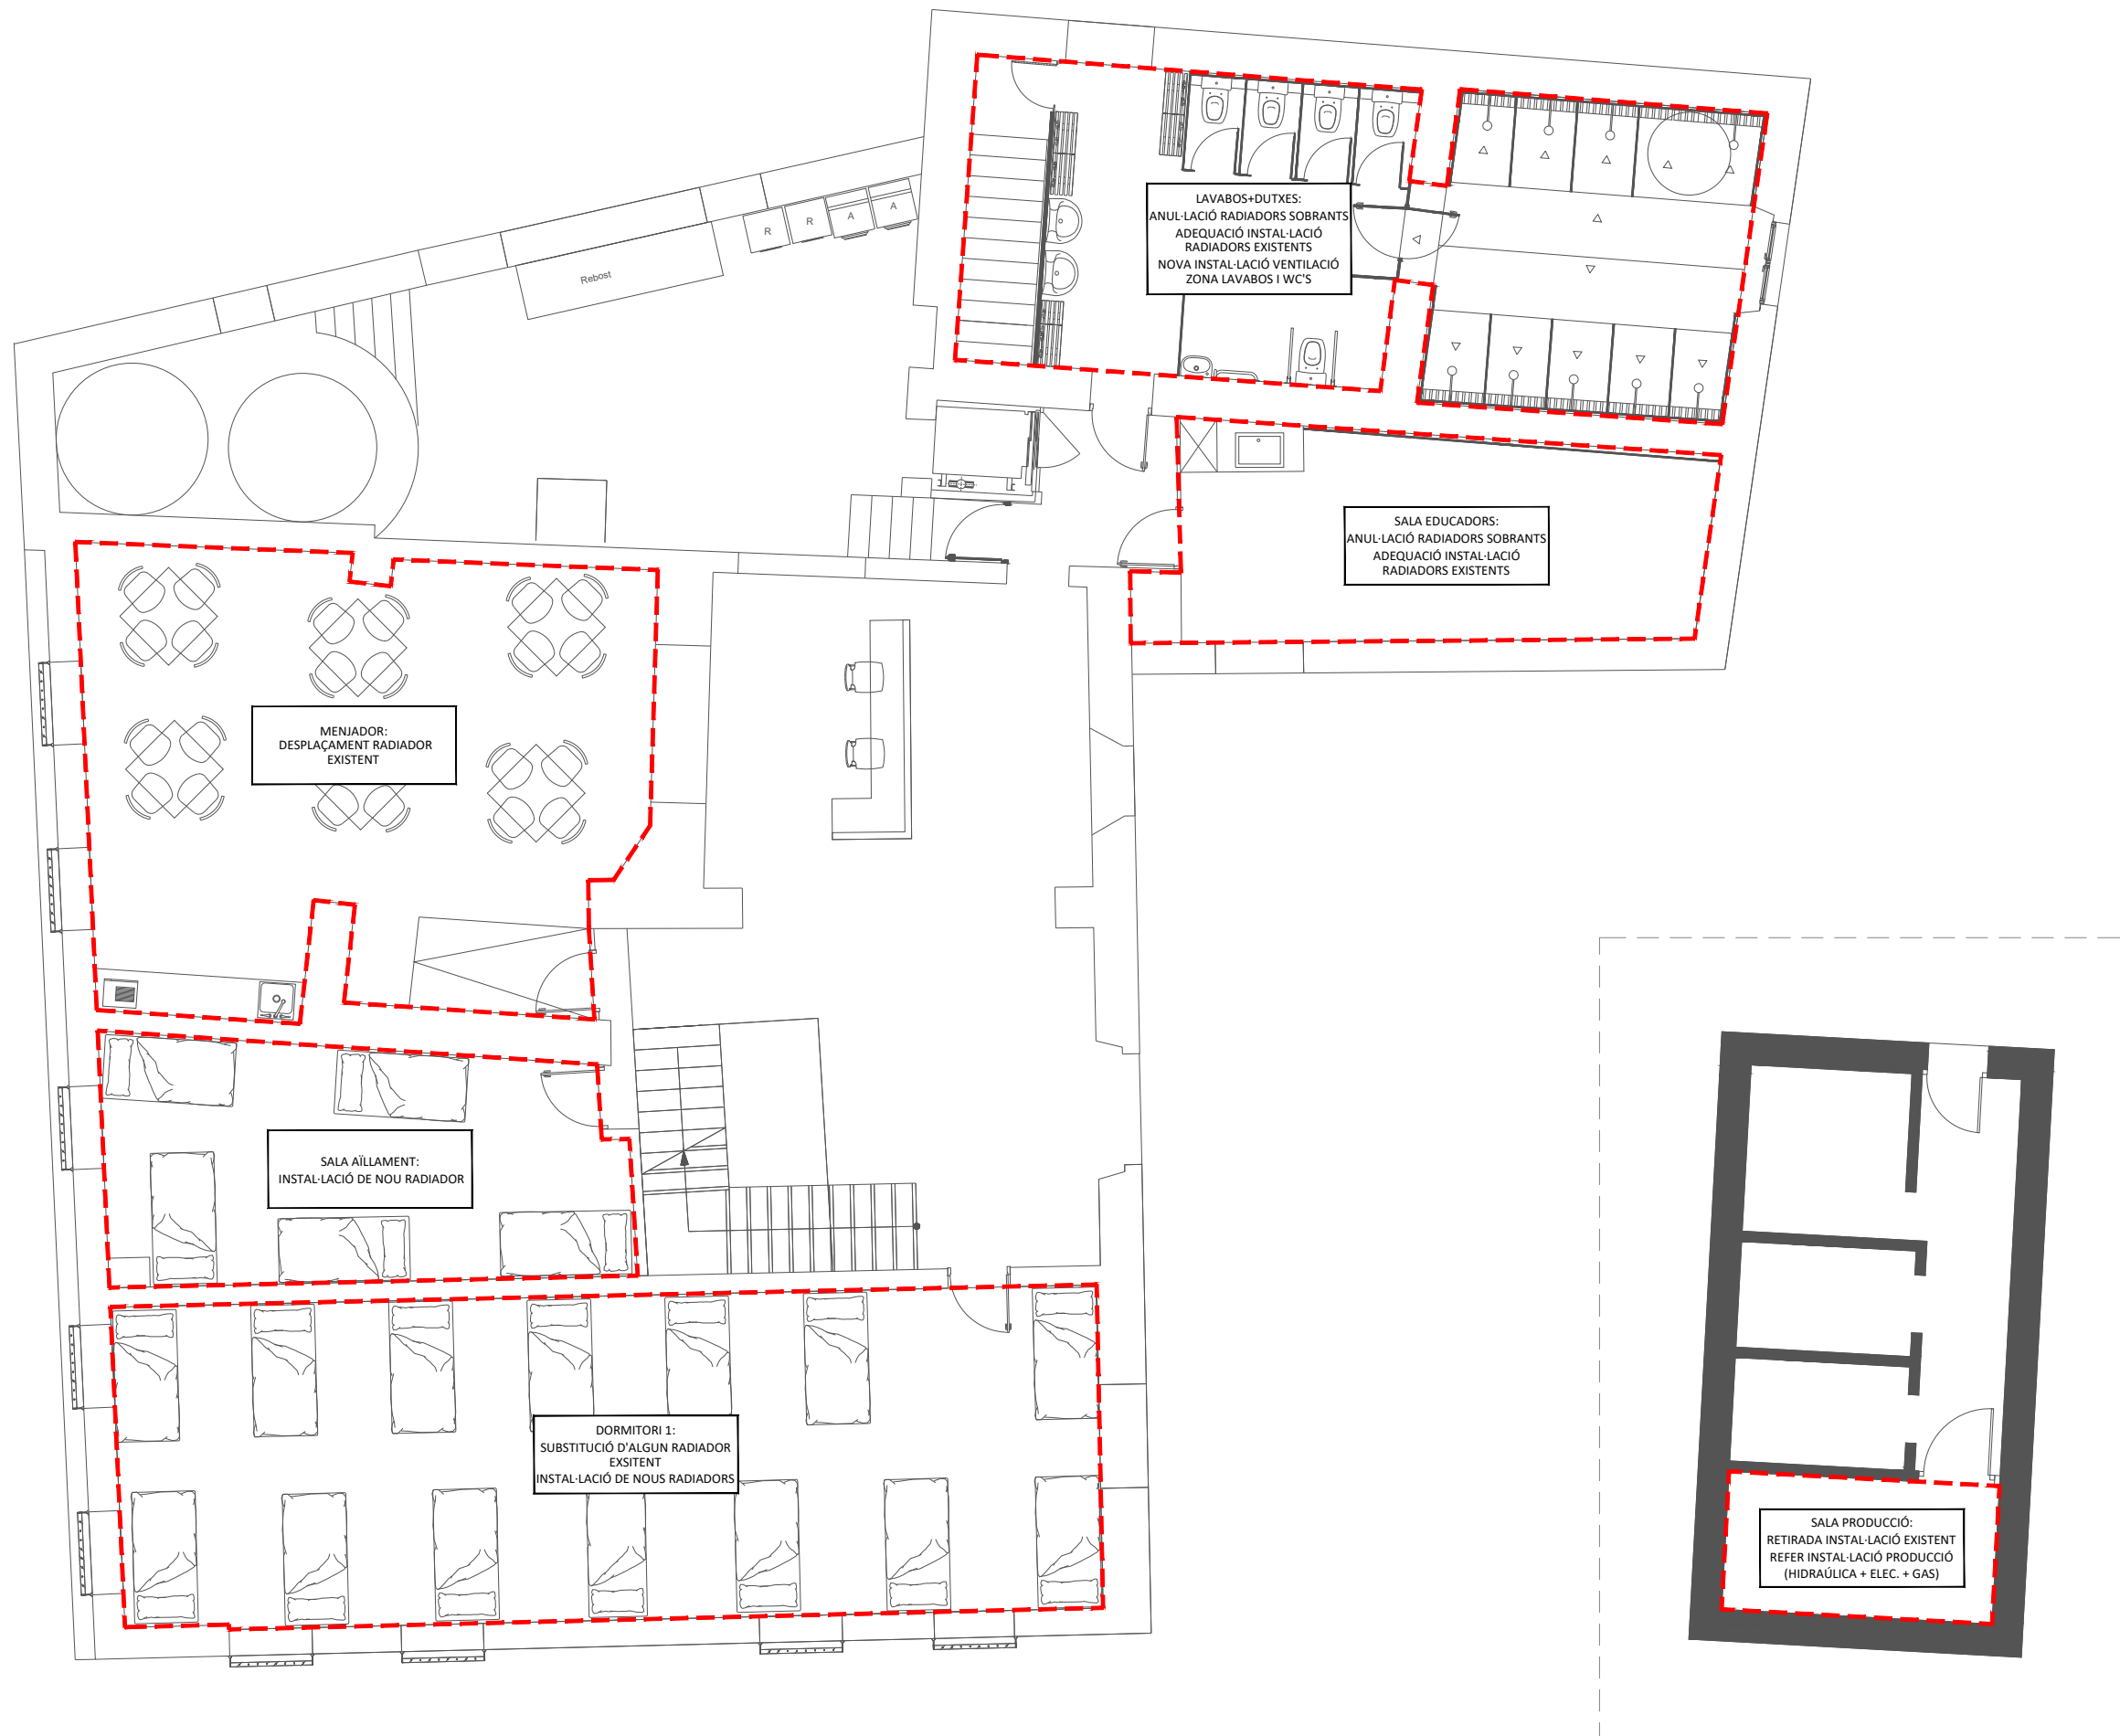 LAVABOS+DUTXES:
ANUL·LACIÓ RADIADORS SOBRANTS
ADEQUACIÓ INSTAL·LACIÓ
RADIADORS EXISTENTS
NOVA INSTAL·LACIÓ VENTILACIÓ
ZONA LAVABOS I WC'S
R
R
A
A
Rebost
SALA EDUCADORS:
ANUL·LACIÓ RADIADORS SOBRANTS
ADEQUACIÓ INSTAL·LACIÓ
RADIADORS EXISTENTS
MENJADOR:
DESPLAÇAMENT RADIADOR
EXISTENT
SALA AÏLLAMENT:
INSTAL·LACIÓ DE NOU RADIADOR
DORMITORI 1:
SUBSTITUCIÓ D'ALGUN RADIADOR
EXSITENT
INSTAL·LACIÓ DE NOUS RADIADORS
SALA PRODUCCIÓ:
RETIRADA INSTAL·LACIÓ EXISTENT
REFER INSTAL·LACIÓ PRODUCCIÓ
(HIDRAÚLICA + ELEC. + GAS)